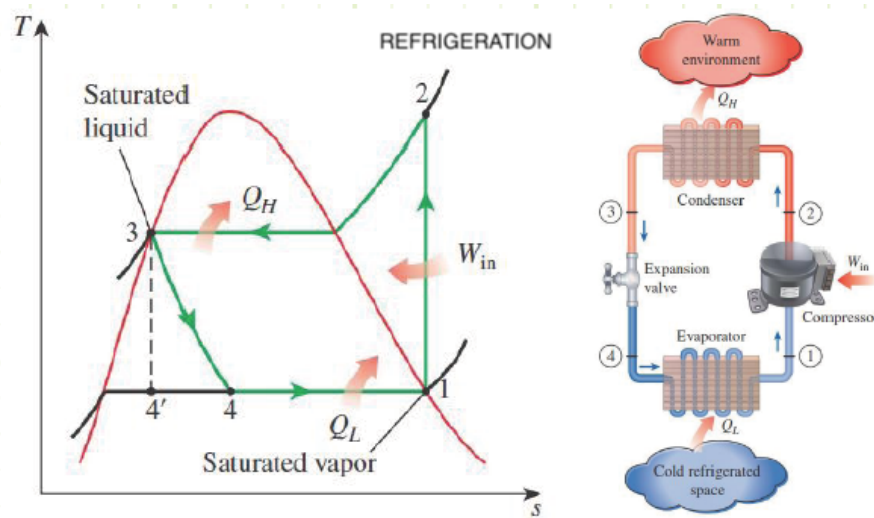 T
REFRIGERATION
Saturated
liquid
2
Q_H
3
W_in
4'
4
Q_L
1
Saturated vapor
s
Warm
environment
Q_H
Condenser
3
2
Expansion
valve
W_in
Compresso
Evaporator
4
1
Q_L
Cold refrigerated
space